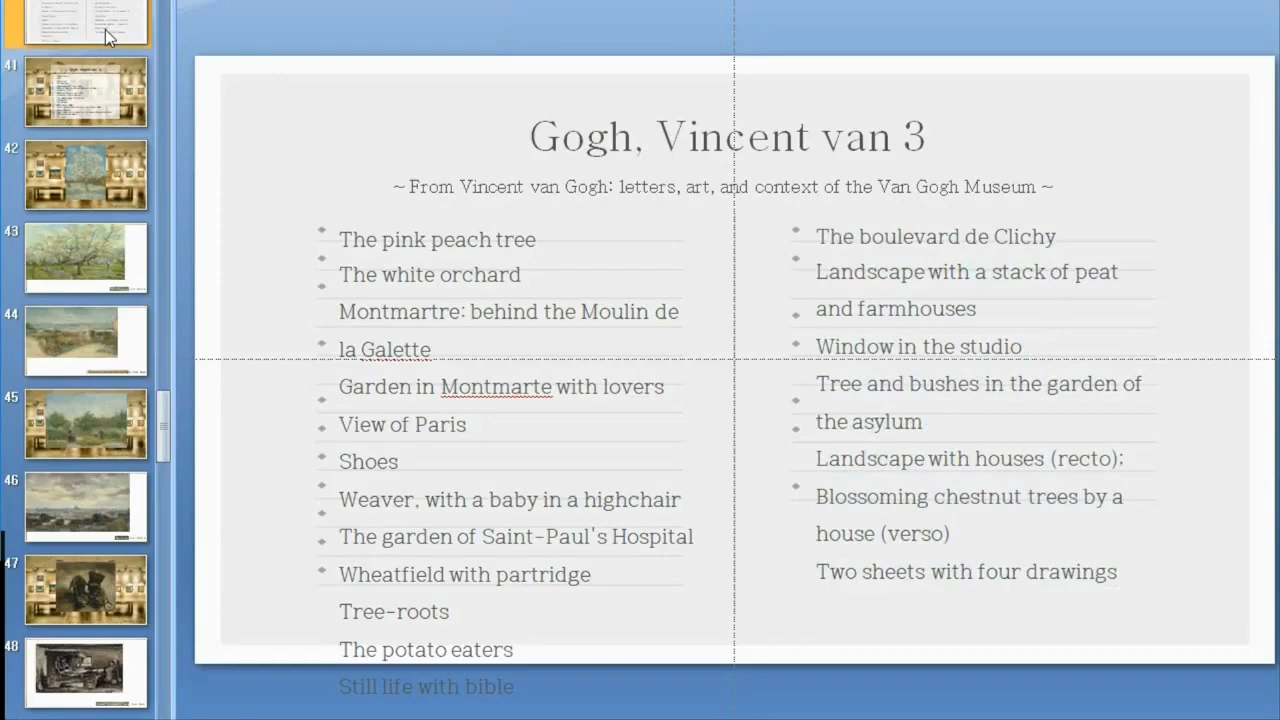 Gogh, Vincent van 3
~ From Vincent van Gogh: letters, art, and context of the Van Gogh Museum ~
The pink peach tree
The white orchard
Montmartre: behind the Moulin de
la Galette
Garden in Montmarte with lovers
View of Paris
Shoes
Weaver, with a baby in a highchair
The garden of Saint-Paul's Hospital
Wheatfield with partridge
Tree-roots
The potato eaters
Still life with bible
The boulevard de Clichy
Landscape with a stack of peat
and farmhouses
Window in the studio
Tree and bushes in the garden of
the asylum
Landscape with houses (recto);
Blossoming chestnut trees by a
house (verso)
Two sheets with four drawings
41
42
43
44
45
46
47
48